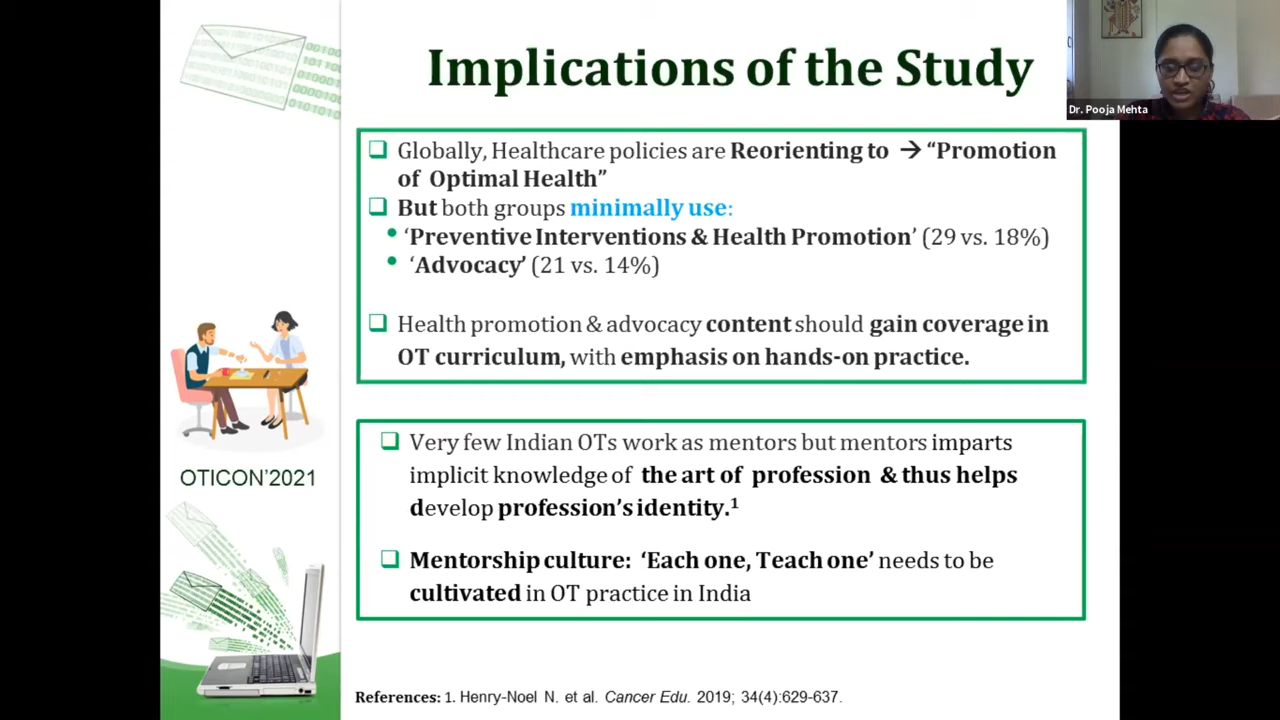 Implications of the Study
Dr. Pooja Mehta
❑ Globally, Healthcare policies are Reorienting to → “Promotion
of Optimal Health”
❑ But both groups minimally use:
• ‘Preventive Interventions & Health Promotion’ (29 vs. 18%)
• ‘Advocacy’ (21 vs. 14%)
❑ Health promotion & advocacy content should gain coverage in
OT curriculum, with emphasis on hands-on practice.
❑ Very few Indian OTs work as mentors but mentors imparts
implicit knowledge of the art of profession & thus helps
develop profession’s identity.¹
❑ Mentorship culture: ‘Each one, Teach one’ needs to be
cultivated in OT practice in India
OTICON’2021
References: 1. Henry-Noel N. et al. Cancer Edu. 2019; 34(4):629-637.